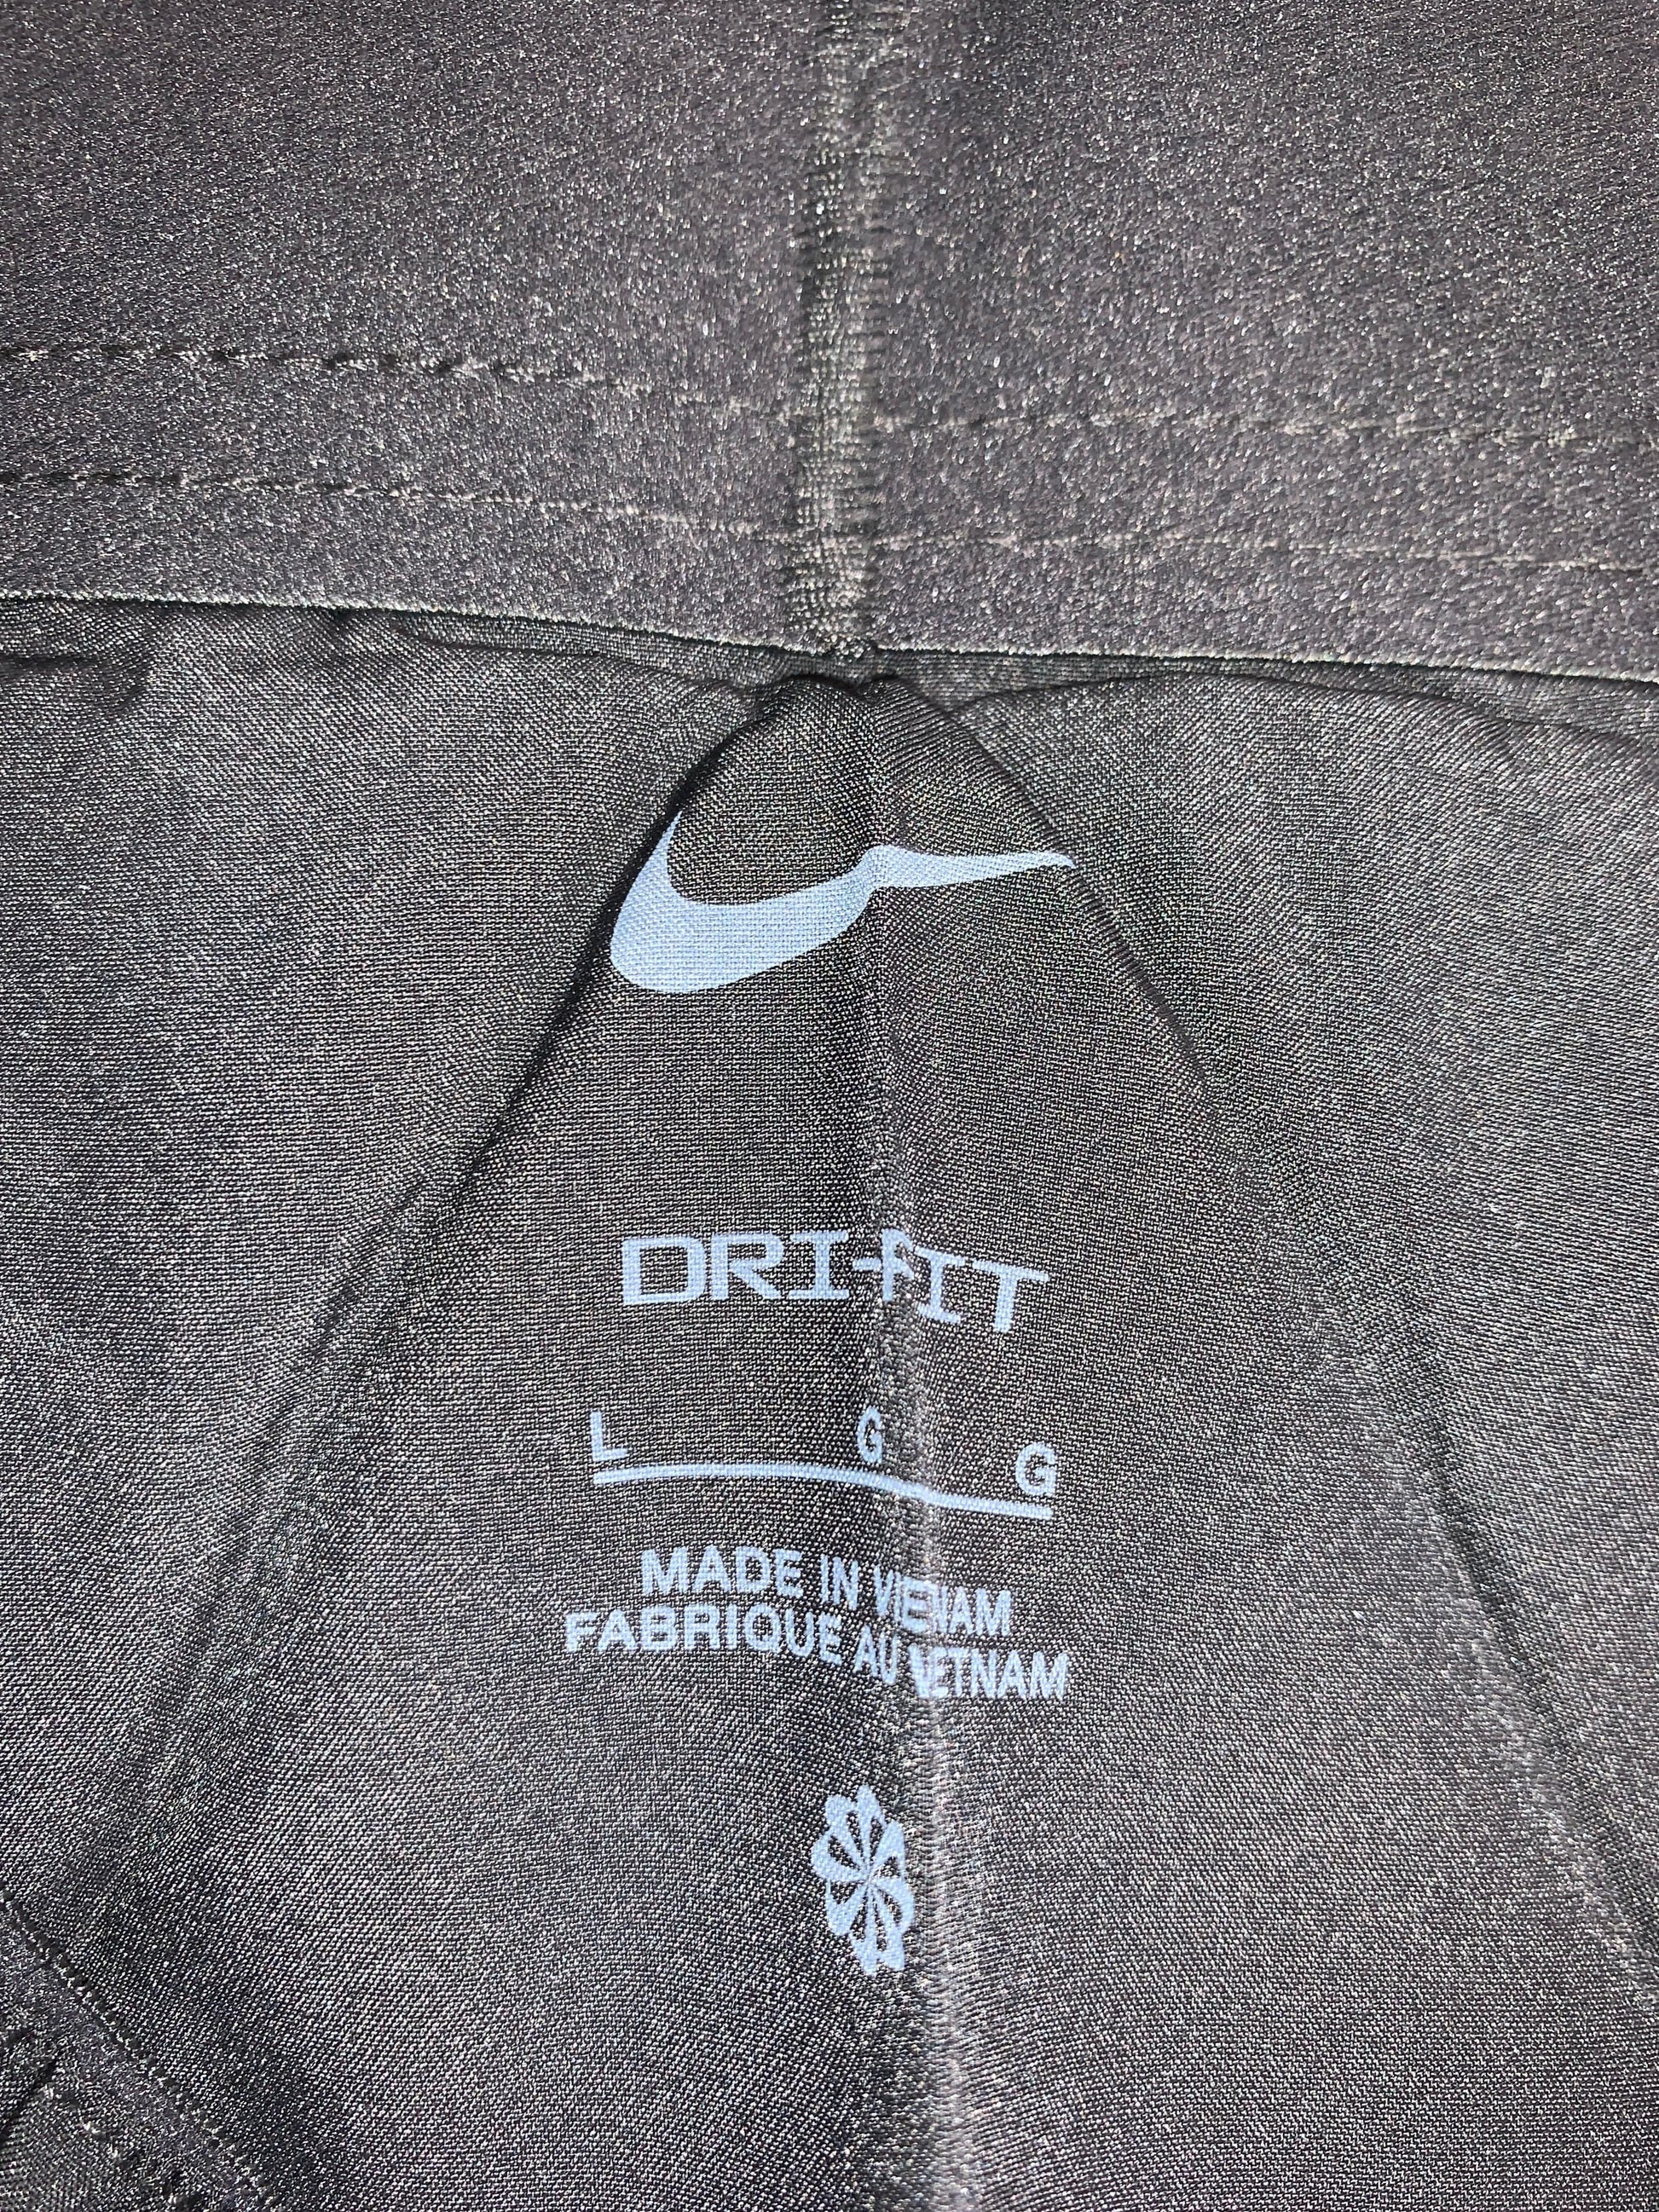 DRI-FIT
L G G
MADE IN VIETNAM
FABRIQUE AU VIETNAM